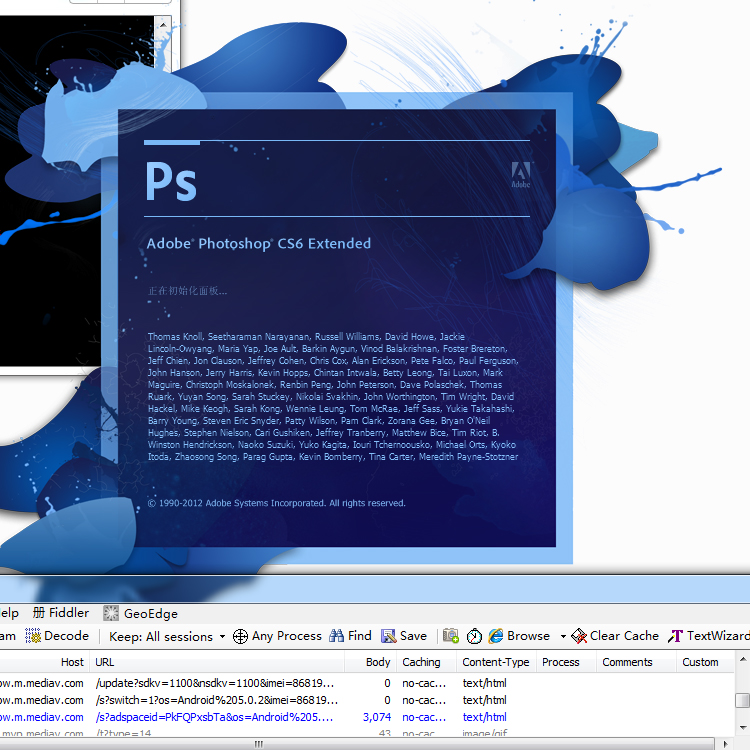 Ps
Adobe
Adobe® Photoshop® CS6 Extended
正在初始化面板...
Thomas Knoll, Seetharaman Narayanan, Russell Williams, David Howe, Jackie
Lincoln-Owyang, Maria Yap, Joe Ault, Barkin Aygun, Vinod Balakrishnan, Foster Brereton,
Jeff Chien, Jon Clauson, Jeffrey Cohen, Chris Cox, Alan Erickson, Pete Falco, Paul Ferguson,
John Hanson, Jerry Harris, Kevin Hopps, Chintan Intwala, Betty Leong, Tai Luxon, Mark
Maguire, Christoph Moskalonek, Renbin Peng, John Peterson, Dave Polaschek, Thomas
Ruark, Yuyan Song, Sarah Stuckey, Nikolai Svakhin, John Worthington, Tim Wright, David
Hackel, Mike Keogh, Sarah Kong, Wennie Leung, Tom McRae, Jeff Sass, Yukie Takahashi,
Barry Young, Steven Eric Snyder, Patty Wilson, Pam Clark, Zorana Gee, Bryan O'Neil
Hughes, Stephen Nielson, Cari Gushiken, Jeffrey Tranberry, Matthew Bice, Tim Riot, B.
Winston Hendrickson, Naoko Suzuki, Yuko Kagita, Iouri Tchernoousko, Michael Orts, Kyoko
Itoda, Zhaosong Song, Parag Gupta, Kevin Bomberry, Tina Carter, Meredith Payne-Stotzner
© 1990-2012 Adobe Systems Incorporated. All rights reserved.
elp 册 Fiddler GeoEdge
am Decode Keep: All sessions Any Process Find Save Browse Clear Cache TextWizard
Host URL Body Caching Content-Type Process Comments Custom
ow.m.mediav.com /update?sdkv=1100&nsdkv=1100&imei=86819... 0 no-cac... text/html
ow.m.mediav.com /s?switch=1?os=Android%205.0.2&imei=86819... 0 no-cac... text/html
ow.m.mediav.com /s?adspaceid=PkFQPxsbTa&os=Android%205.... 3,074 no-cac... text/html
mvp.mediav.com /t?type=14 43 no-cac... image/gif